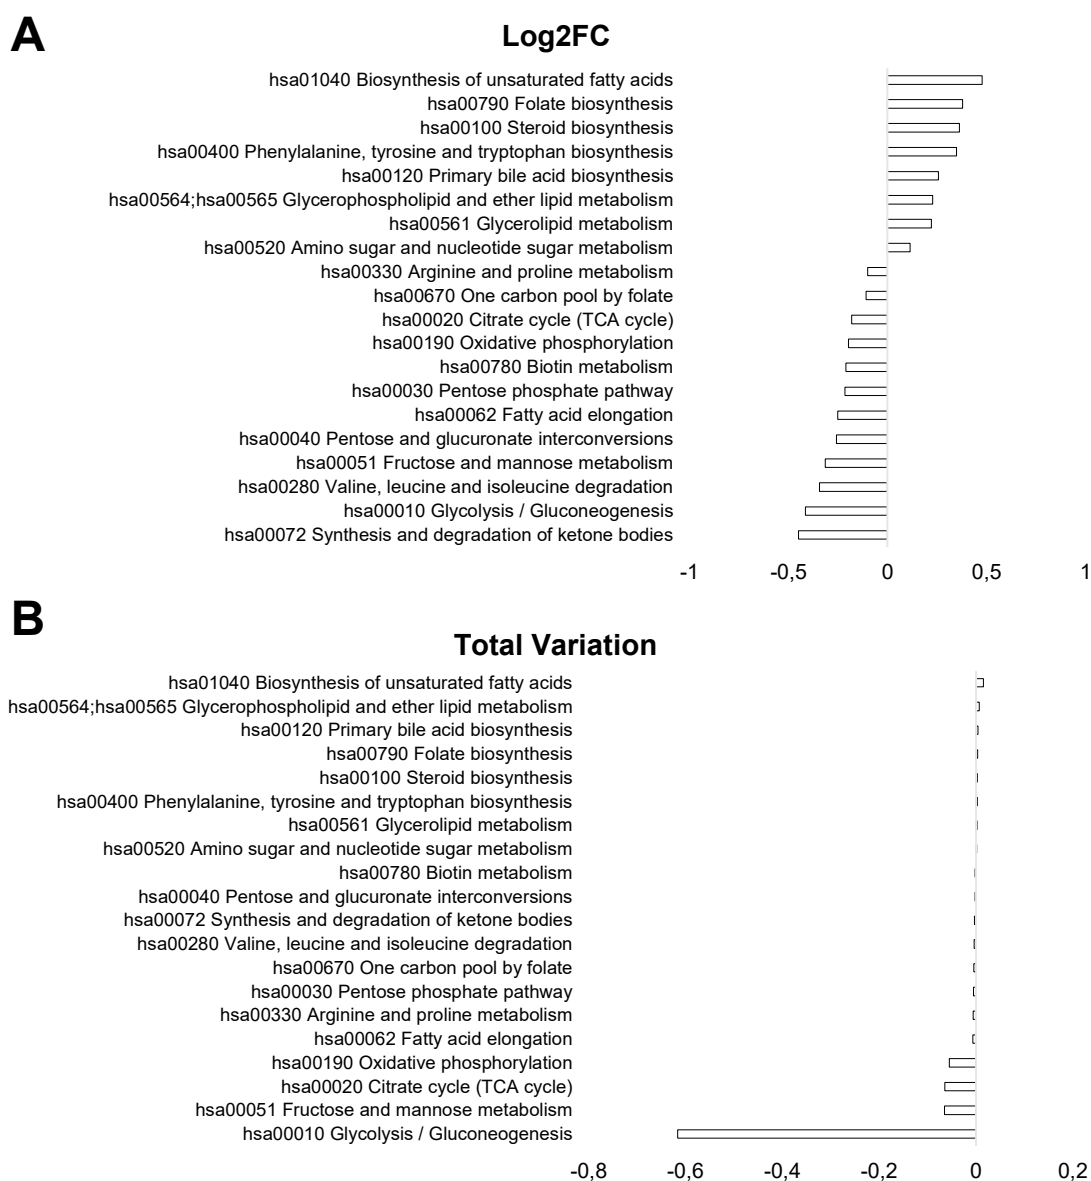 A
Log2FC
hsa01040 Biosynthesis of unsaturated fatty acids
hsa00790 Folate biosynthesis
hsa00100 Steroid biosynthesis
hsa00400 Phenylalanine, tyrosine and tryptophan biosynthesis
hsa00120 Primary bile acid biosynthesis
hsa00564;hsa00565 Glycerophospholipid and ether lipid metabolism
hsa00561 Glycerolipid metabolism
hsa00520 Amino sugar and nucleotide sugar metabolism
hsa00330 Arginine and proline metabolism
hsa00670 One carbon pool by folate
hsa00020 Citrate cycle (TCA cycle)
hsa00190 Oxidative phosphorylation
hsa00780 Biotin metabolism
hsa00030 Pentose phosphate pathway
hsa00062 Fatty acid elongation
hsa00040 Pentose and glucuronate interconversions
hsa00051 Fructose and mannose metabolism
hsa00280 Valine, leucine and isoleucine degradation
hsa00010 Glycolysis / Gluconeogenesis
hsa00072 Synthesis and degradation of ketone bodies
-1 -0,5 0 0,5 1
B
Total Variation
hsa01040 Biosynthesis of unsaturated fatty acids
hsa00564;hsa00565 Glycerophospholipid and ether lipid metabolism
hsa00120 Primary bile acid biosynthesis
hsa00790 Folate biosynthesis
hsa00100 Steroid biosynthesis
hsa00400 Phenylalanine, tyrosine and tryptophan biosynthesis
hsa00561 Glycerolipid metabolism
hsa00520 Amino sugar and nucleotide sugar metabolism
hsa00780 Biotin metabolism
hsa00040 Pentose and glucuronate interconversions
hsa00072 Synthesis and degradation of ketone bodies
hsa00280 Valine, leucine and isoleucine degradation
hsa00670 One carbon pool by folate
hsa00030 Pentose phosphate pathway
hsa00330 Arginine and proline metabolism
hsa00062 Fatty acid elongation
hsa00190 Oxidative phosphorylation
hsa00020 Citrate cycle (TCA cycle)
hsa00051 Fructose and mannose metabolism
hsa00010 Glycolysis / Gluconeogenesis
-0,8 -0,6 -0,4 -0,2 0 0,2